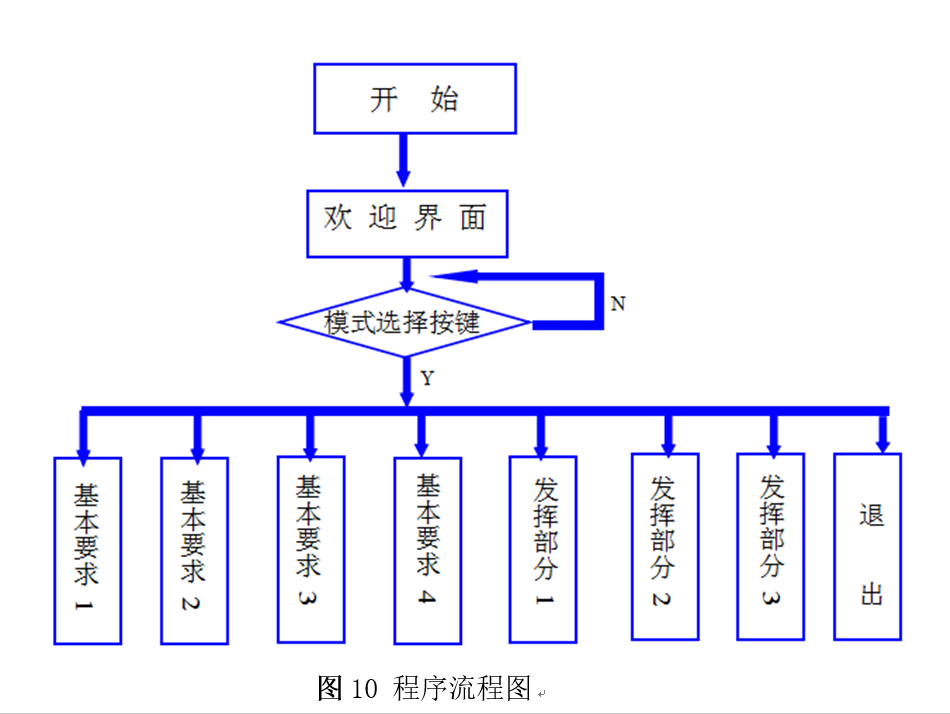 开 始
欢 迎 界 面
模式选择按键
N
Y
基本要求 1
基本要求 2
基本要求 3
基本要求 4
发挥部分 1
发挥部分 2
发挥部分 3
退 出
图 10 程序流程图